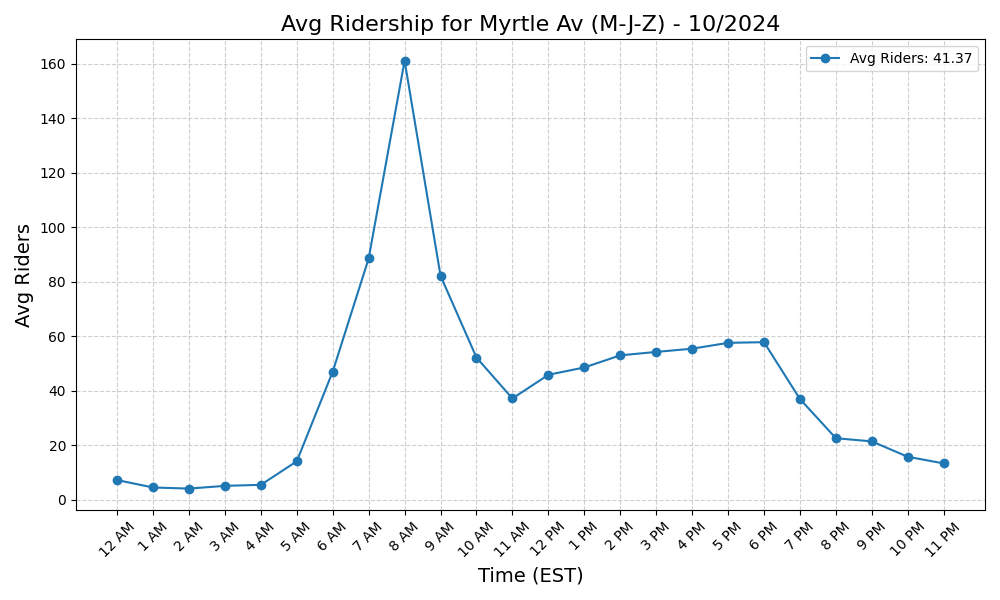 Avg Ridership for Myrtle Av (M-J-Z) - 10/2024
Avg Riders: 41.37
Avg Riders
160
140
120
100
80
60
40
20
0
12 AM
1 AM
2 AM
3 AM
4 AM
5 AM
6 AM
7 AM
8 AM
9 AM
10 AM
11 AM
12 PM
1 PM
2 PM
3 PM
4 PM
5 PM
6 PM
7 PM
8 PM
9 PM
10 PM
11 PM
Time (EST)